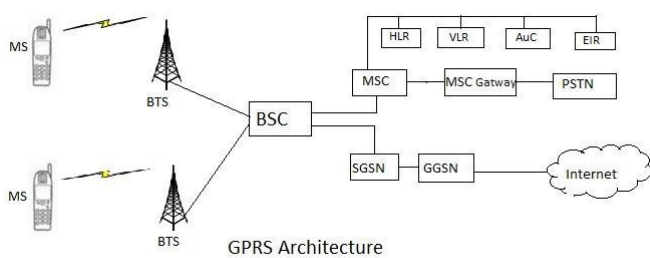 MS
BTS
HLR
VLR
AuC
EIR
MSC
MSC Gatway
PSTN
BSC
SGSN
GGSN
Internet
MS
BTS
GPRS Architecture